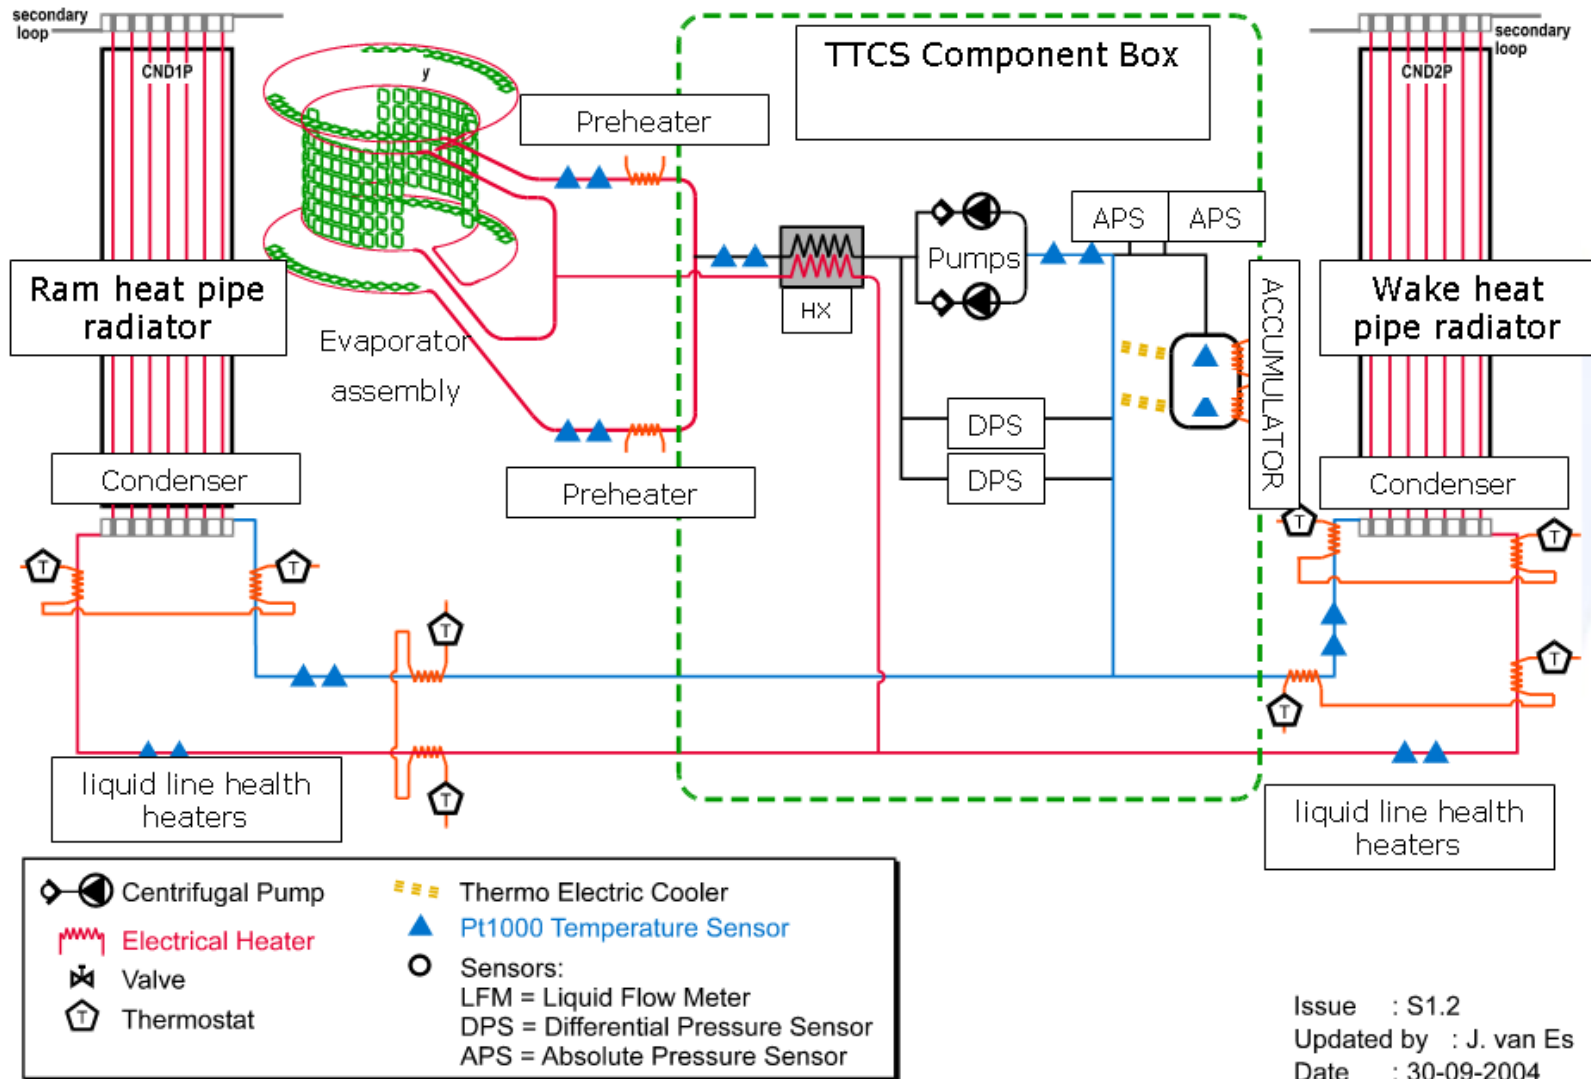 secondary
loop
CND1P
y
Preheater
TTCS Component Box
secondary
loop
CND2P
APS
APS
Pumps
HX
Ram heat pipe
radiator
Evaporator
assembly
ACCUMULATOR
Wake heat
pipe radiator
DPS
DPS
Condenser
Preheater
Condenser
T
T
T
T
T
T
T
T
liquid line health
heaters
liquid line health
heaters
Centrifugal Pump
Electrical Heater
Valve
T
Thermostat
Thermo Electric Cooler
Pt1000 Temperature Sensor
Sensors:
LFM = Liquid Flow Meter
DPS = Differential Pressure Sensor
APS = Absolute Pressure Sensor
Issue : S1.2
Updated by : J. van Es
Date : 30-09-2004